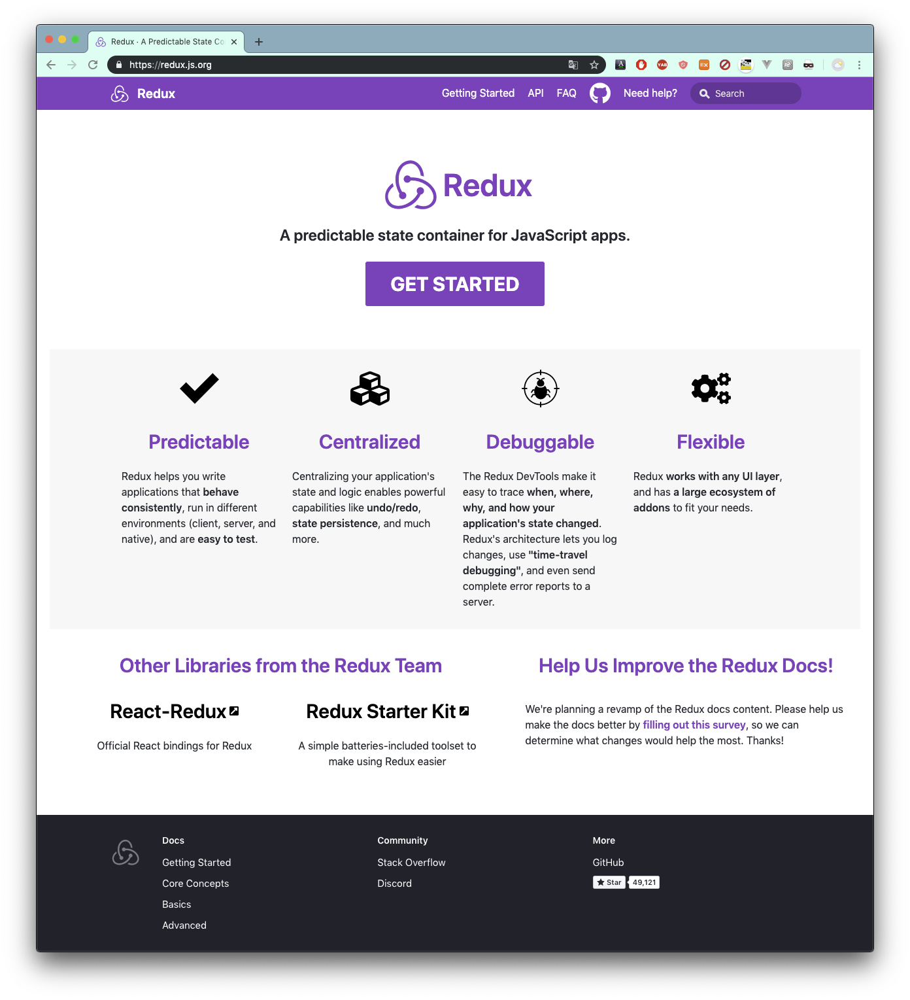 Redux · A Predictable State Co
https://redux.js.org
Redux
Getting Started
API
FAQ
Need help?
Search
Redux
A predictable state container for JavaScript apps.
GET STARTED
Predictable
Redux helps you write
applications that behave
consistently, run in different
environments (client, server, and
native), and are easy to test.
Centralized
Centralizing your application's
state and logic enables powerful
capabilities like undo/redo,
state persistence, and much
more.
Debuggable
The Redux DevTools make it
easy to trace when, where,
why, and how your
application's state changed.
Redux's architecture lets you log
changes, use "time-travel
debugging", and even send
complete error reports to a
server.
Flexible
Redux works with any UI layer,
and has a large ecosystem of
addons to fit your needs.
Other Libraries from the Redux Team
React-Redux
Official React bindings for Redux
Redux Starter Kit
A simple batteries-included toolset to
make using Redux easier
Help Us Improve the Redux Docs!
We're planning a revamp of the Redux docs content. Please help us
make the docs better by filling out this survey, so we can
determine what changes would help the most. Thanks!
Docs
Getting Started
Core Concepts
Basics
Advanced
Community
Stack Overflow
Discord
More
GitHub
Star 49,121